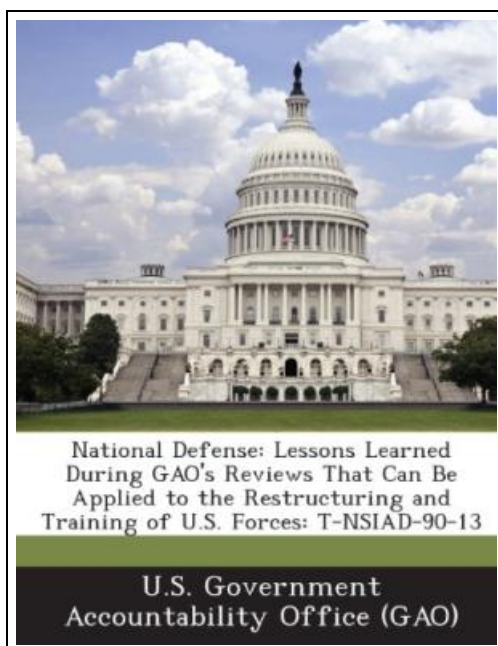 National Defense: Lessons Learned
During GAO's Reviews That Can Be
Applied to the Restructuring and
Training of U.S. Forces: T-NSIAD-90-13
U.S. Government
Accountability Office (GAO)